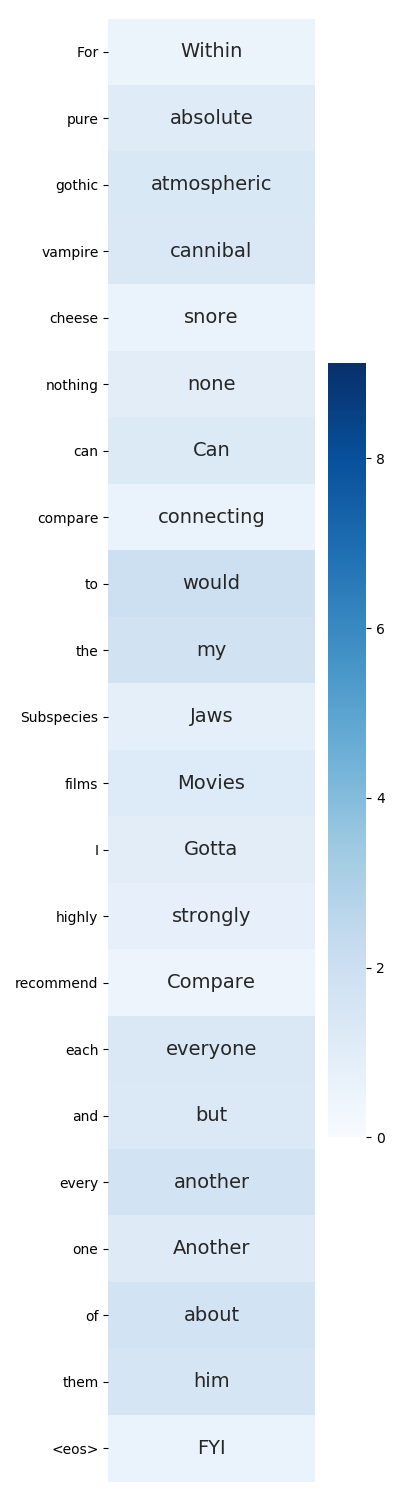 For Within
pure absolute
gothic atmospheric
vampire cannibal
cheese snore
nothing none
can Can
compare connecting
to would
the my
Subspecies Jaws
films Movies
I Gotta
highly strongly
recommend Compare
each everyone
and but
every another
one Another
of about
them him
<eos> FYI
8
6
4
2
0